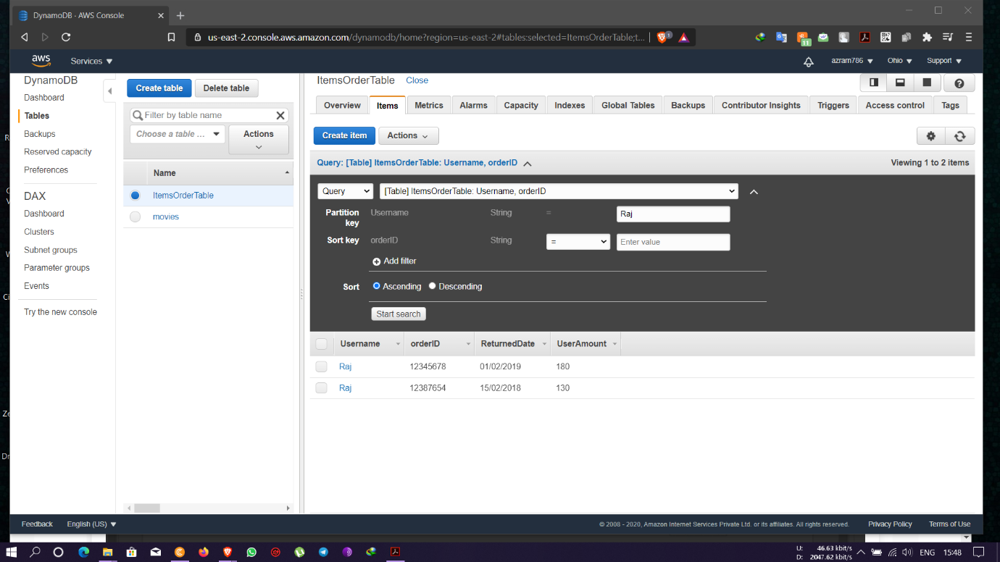 DynamoDB - AWS Console
us-east-2.console.aws.amazon.com/dynamodb/home?region=us-east-2#tables:selected=ItemsOrderTable;t...
1
11
aws
Services
azram786
Ohio
Support
DynamoDB
Dashboard
Tables
Backups
Reserved capacity
Preferences
DAX
Dashboard
Clusters
Subnet groups
Parameter groups
Events
Try the new console
Create table
Delete table
Filter by table name
Choose a table ...
Actions
Name
ItemsOrderTable
movies
ItemsOrderTable
Close
Overview
Items
Metrics
Alarms
Capacity
Indexes
Global Tables
Backups
Contributor Insights
Triggers
Access control
Tags
Create item
Actions
Query: [Table] ItemsOrderTable: Username, orderID
Viewing 1 to 2 items
Query
[Table] ItemsOrderTable: Username, orderID
Partition key
Username
String
=
Raj
Sort key
orderID
String
=
Enter value
Add filter
Sort
Ascending
Descending
Start search
Username
orderID
ReturnedDate
UserAmount
Raj
12345678
01/02/2019
180
Raj
12387654
15/02/2018
130
Feedback
English (US)
© 2008 - 2020, Amazon Internet Services Private Ltd. or its affiliates. All rights reserved.
Privacy Policy
Terms of Use
U: 46.63 kbit/s
D: 2047.62 kbit/s
ENG
15:48